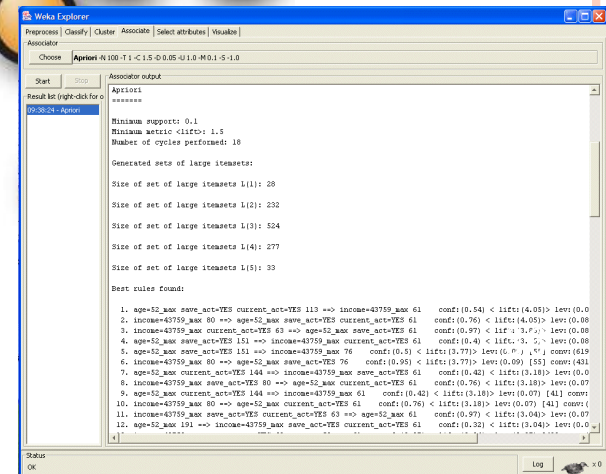 Weka Explorer
Preprocess Classify Cluster Associate Select attributes Visualize
Associator
Choose Apriori -N 100 -T 1 -C 1.5 -D 0.05 -U 1.0 -M 0.1 -S -1.0
Start Stop
Result list (right-click for o
09:38:24 - Apriori
Associator output
Apriori
=======
Minimum support: 0.1
Minimum metric <lift>: 1.5
Number of cycles performed: 18
Generated sets of large itemsets:
Size of set of large itemsets L(1): 28
Size of set of large itemsets L(2): 232
Size of set of large itemsets L(3): 524
Size of set of large itemsets L(4): 277
Size of set of large itemsets L(5): 33
Best rules found:
1. age=52_max save_act=YES current_act=YES 113 ==> income=43759_max 61 conf:(0.54) < lift:(4.05)> lev:(0.0
2. income=43759_max 80 ==> age=52_max save_act=YES current_act=YES 61 conf:(0.76) < lift:(4.05)> lev:(0.08
3. income=43759_max current_act=YES 63 ==> age=52_max save_act=YES 61 conf:(0.97) < lev:(0.08
4. age=52_max save_act=YES 151 ==> income=43759_max current_act=YES 61 conf:(0.4) < lev:(0.08
5. age=52_max save_act=YES 151 ==> income=43759_max 76 conf:(0.5) < lift:(3.77)> conv:(619
6. income=43759_max 80 ==> age=52_max save_act=YES 76 conf:(0.95) < lift:(3.77)> lev:(0.09) [55] conv:(431
7. age=52_max current_act=YES 144 ==> income=43759_max save_act=YES 61 conf:(0.42) < lift:(3.18)> lev:(0.0
8. income=43759_max save_act=YES 80 ==> age=52_max current_act=YES 61 conf:(0.76) < lift:(3.18)> lev:(0.07
9. age=52_max current_act=YES 144 ==> income=43759_max 61 conf:(0.42) < lift:(3.18)> lev:(0.07) [41] conv:
10. income=43759_max 80 ==> age=52_max current_act=YES 61 conf:(0.76) < lift:(3.18)> lev:(0.07) [41] conv:(
11. income=43759_max save_act=YES current_act=YES 63 ==> age=52_max 61 conf:(0.97) < lift:(3.04)> lev:(0.07
12. age=52_max 191 ==> income=43759_max save_act=YES current_act=YES 61 conf:(0.32) < lift:(3.04)> lev:(0.0
Status
OK
Log
x 0